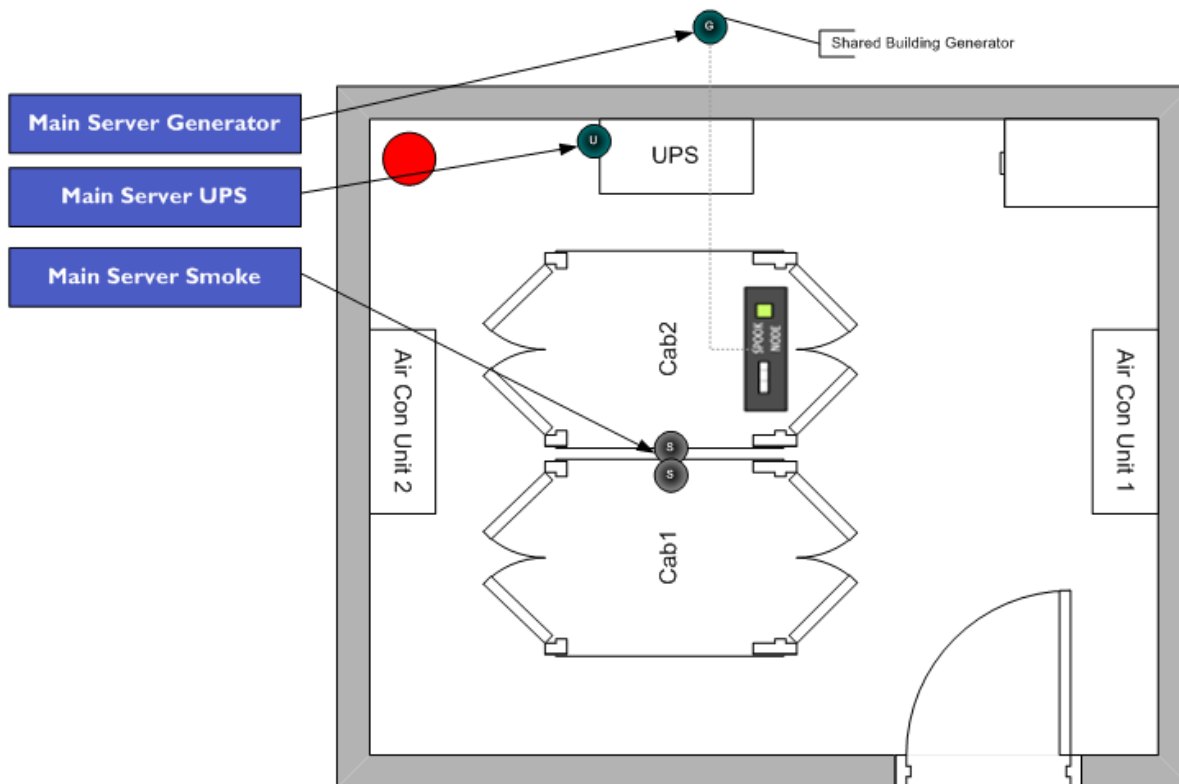 G
Shared Building Generator
Main Server Generator
U
UPS
Main Server UPS
Main Server Smoke
Cab2
SPOOK
NODE
Air Con Unit 2
Air Con Unit 1
S
S
Cab1